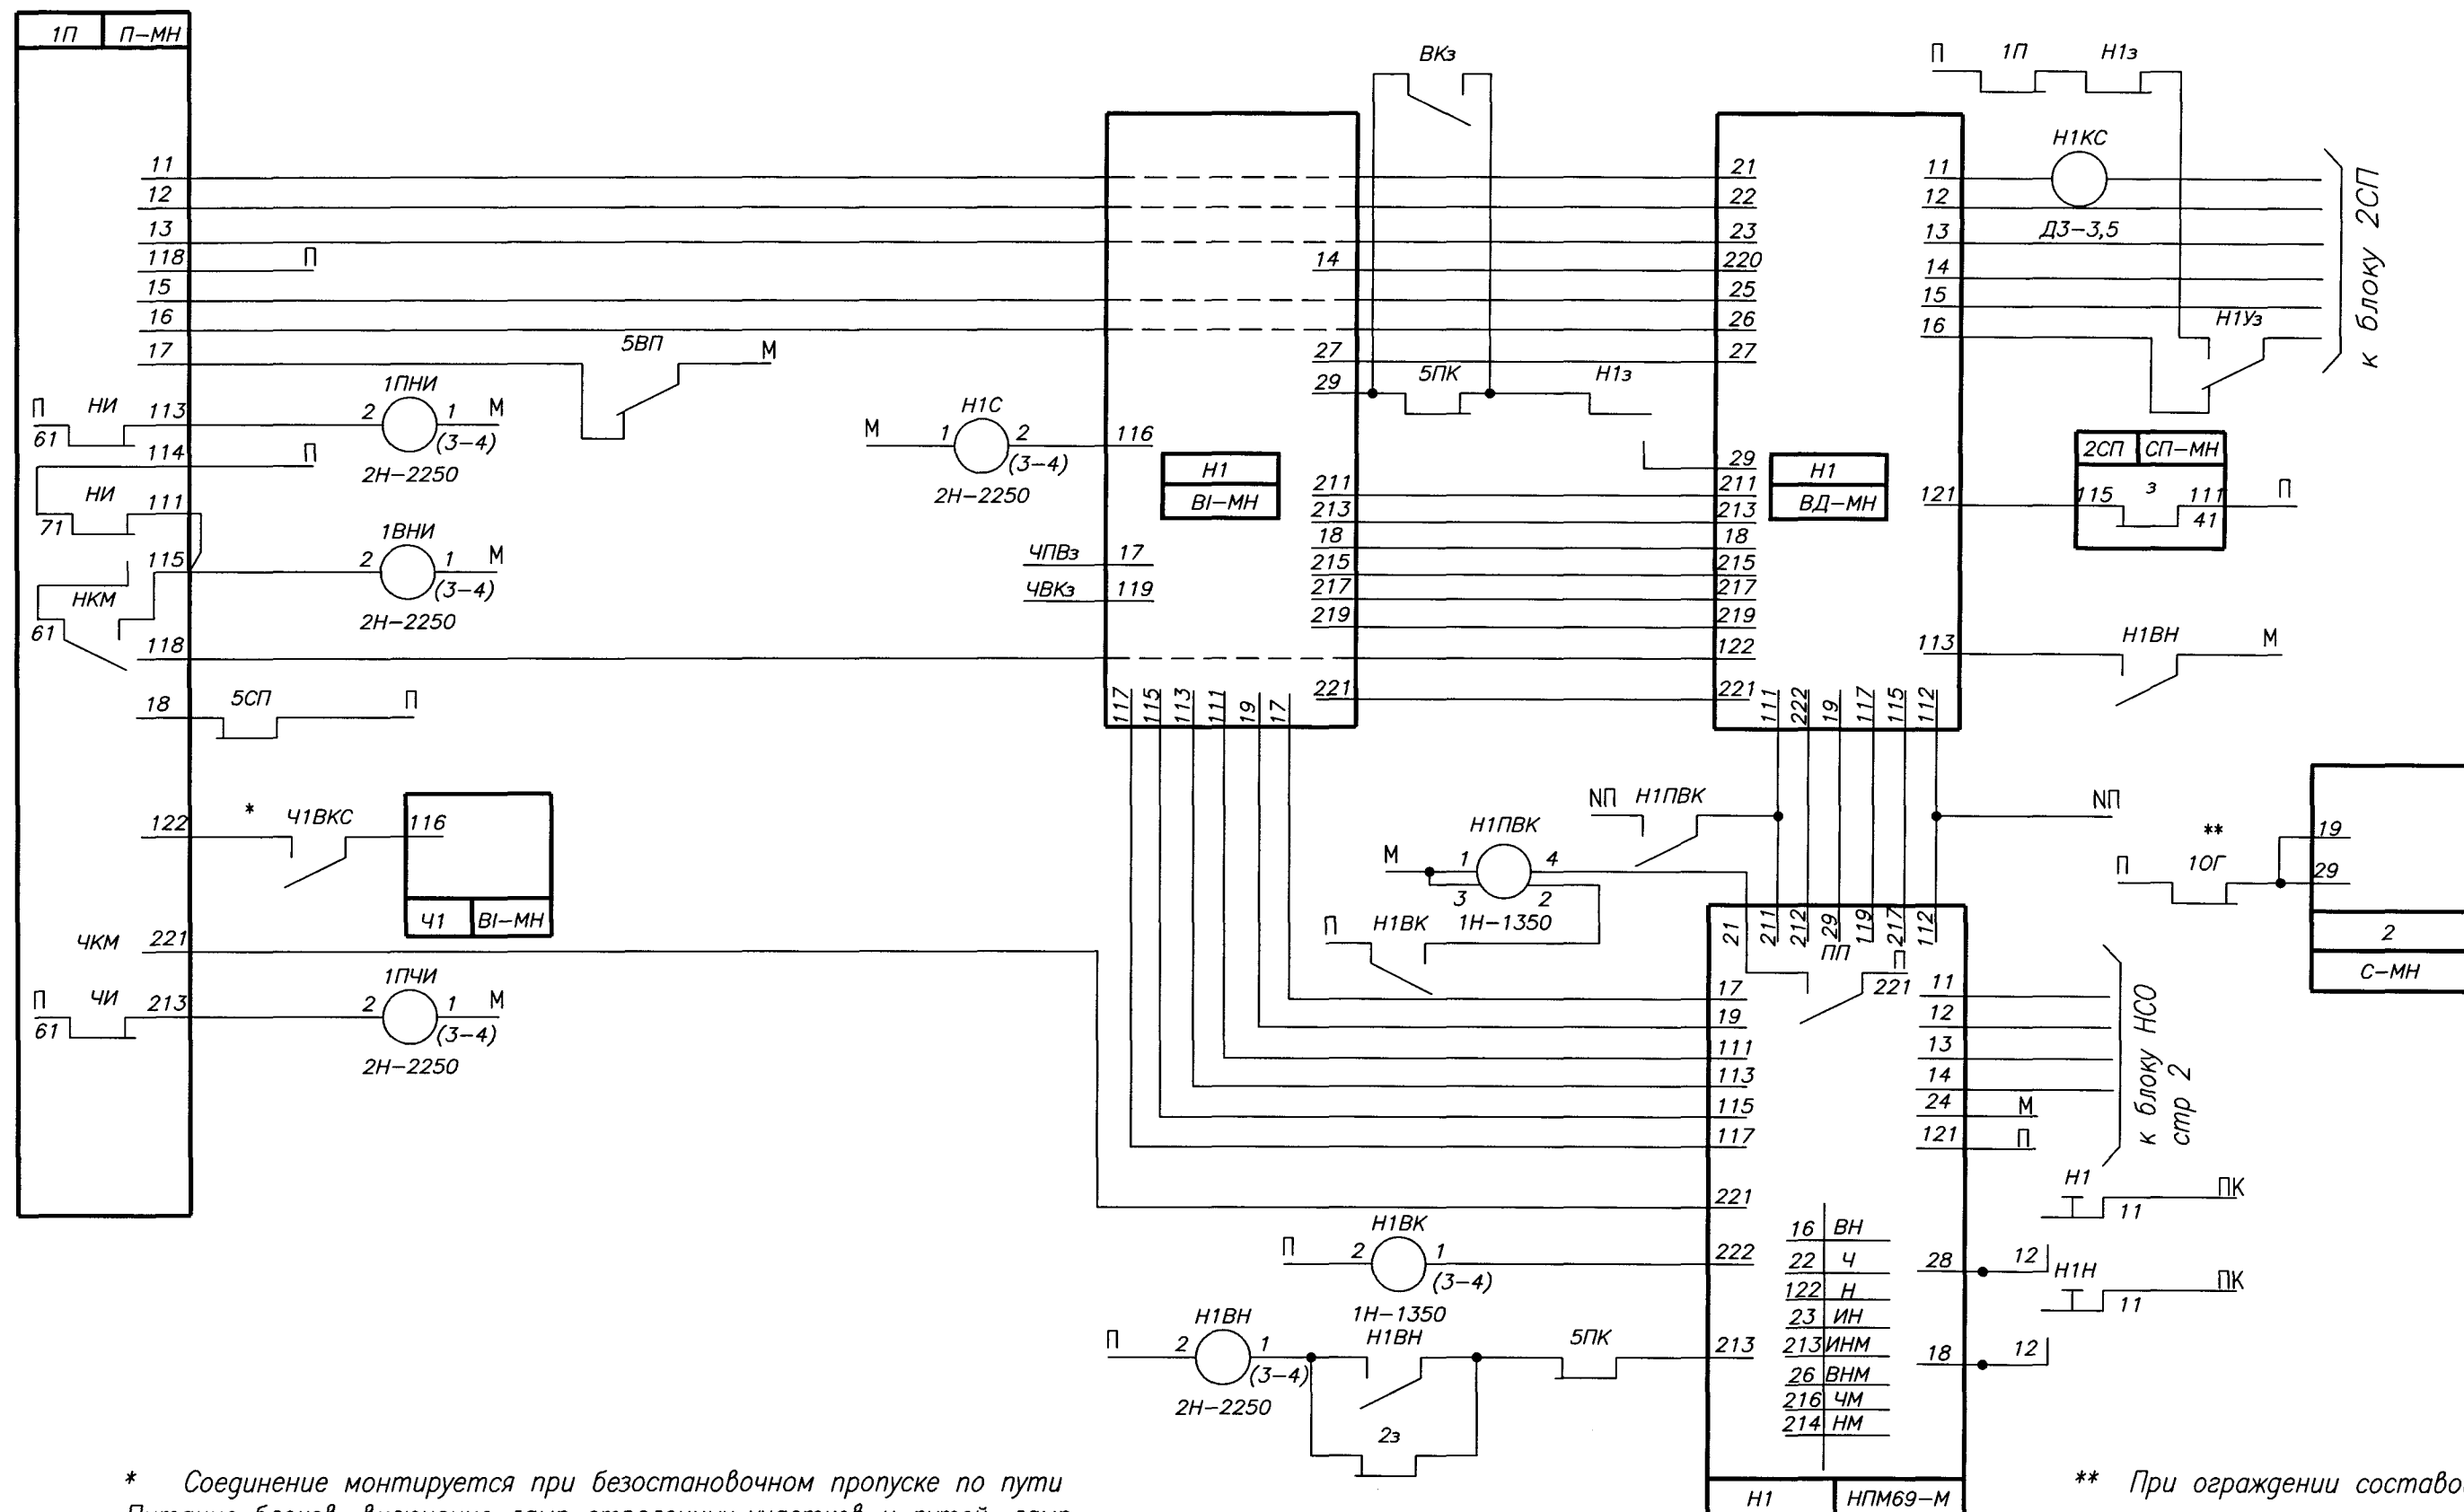 1П П-МН
11
12
13
118 П
15
16
17 5ВП М
П НИ 113 2 1ПНИ 1 М
61 (3-4)
2Н-2250
114 П
НИ 111
71
115 2 1ВНИ 1 М
(3-4)
2Н-2250
НКМ
61
118
18 5СП П
122 * Ч1ВКС 116
Ч1 ВI-МН
ЧКМ 221
П ЧИ 213 2 1ПЧИ 1 М
61 (3-4)
2Н-2250
ВКз
14
27
29 5ПК Н1з
М 1 Н1С 2 116
(3-4)
2Н-2250
Н1
ВI-МН
211
213
18
215
217
219
221
ЧПВз 17
ЧВКз 119
117 115 113 111 19 17
21
22
23
220
25
26
27
29
211
213
18
215
217
219
122
221
Н1
ВД-МН
111 222 19 117 115 112
П 1П Н1з
11 Н1КС
12 ДЗ-3,5
13
14
15
16 Н1Уз
к блоку 2СП
2СП СП-МН
121 115 з 111 П
41
113 Н1ВН М
NП Н1ПВК
NП
М 1 Н1ПВК 4
3 2
1Н-1350
П Н1ВК
** 19
П 1ОГ 29
2
С-МН
21 211 212 29 119 217 112
ПП П
221
17
19
111
113
115
117
221
222
213
11
12
13
14
24 М
121 П
к блоку НСО
стр 2
Н1 ПК
11
28 12
Н1Н ПК
11
18 12
16 ВН
22 Ч
122 Н
23 ИН
213 ИНМ
26 ВНМ
216 ЧМ
214 НМ
П 2 Н1ВК 1
(3-4)
1Н-1350
П 2 Н1ВН 1 Н1ВН 5ПК
(3-4)
2Н-2250
2з
Н1 НПМ69-М
* Соединение монтируется при безостановочном пропуске по пути
** При ограждении составо